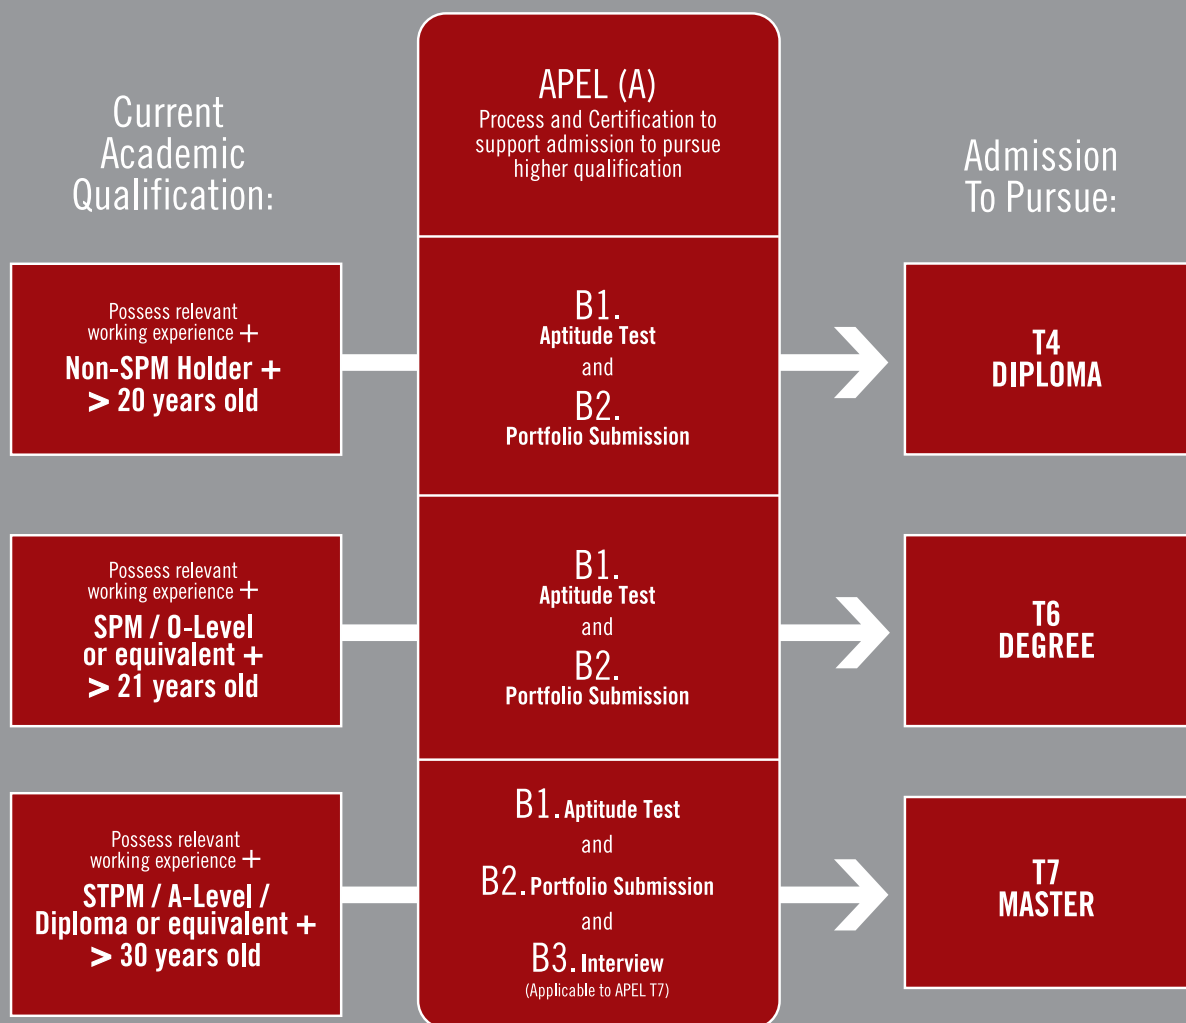 Current
Academic
Qualification:
APEL (A)
Process and Certification to
support admission to pursue
higher qualification
Admission
To Pursue:
Possess relevant
working experience +
Non-SPM Holder +
> 20 years old
B1.
Aptitude Test
and
B2.
Portfolio Submission
T4
DIPLOMA
Possess relevant
working experience +
SPM / O-Level
or equivalent +
> 21 years old
B1.
Aptitude Test
and
B2.
Portfolio Submission
T6
DEGREE
Possess relevant
working experience +
STPM / A-Level /
Diploma or equivalent +
> 30 years old
B1. Aptitude Test
and
B2. Portfolio Submission
and
B3. Interview
(Applicable to APEL T7)
T7
MASTER